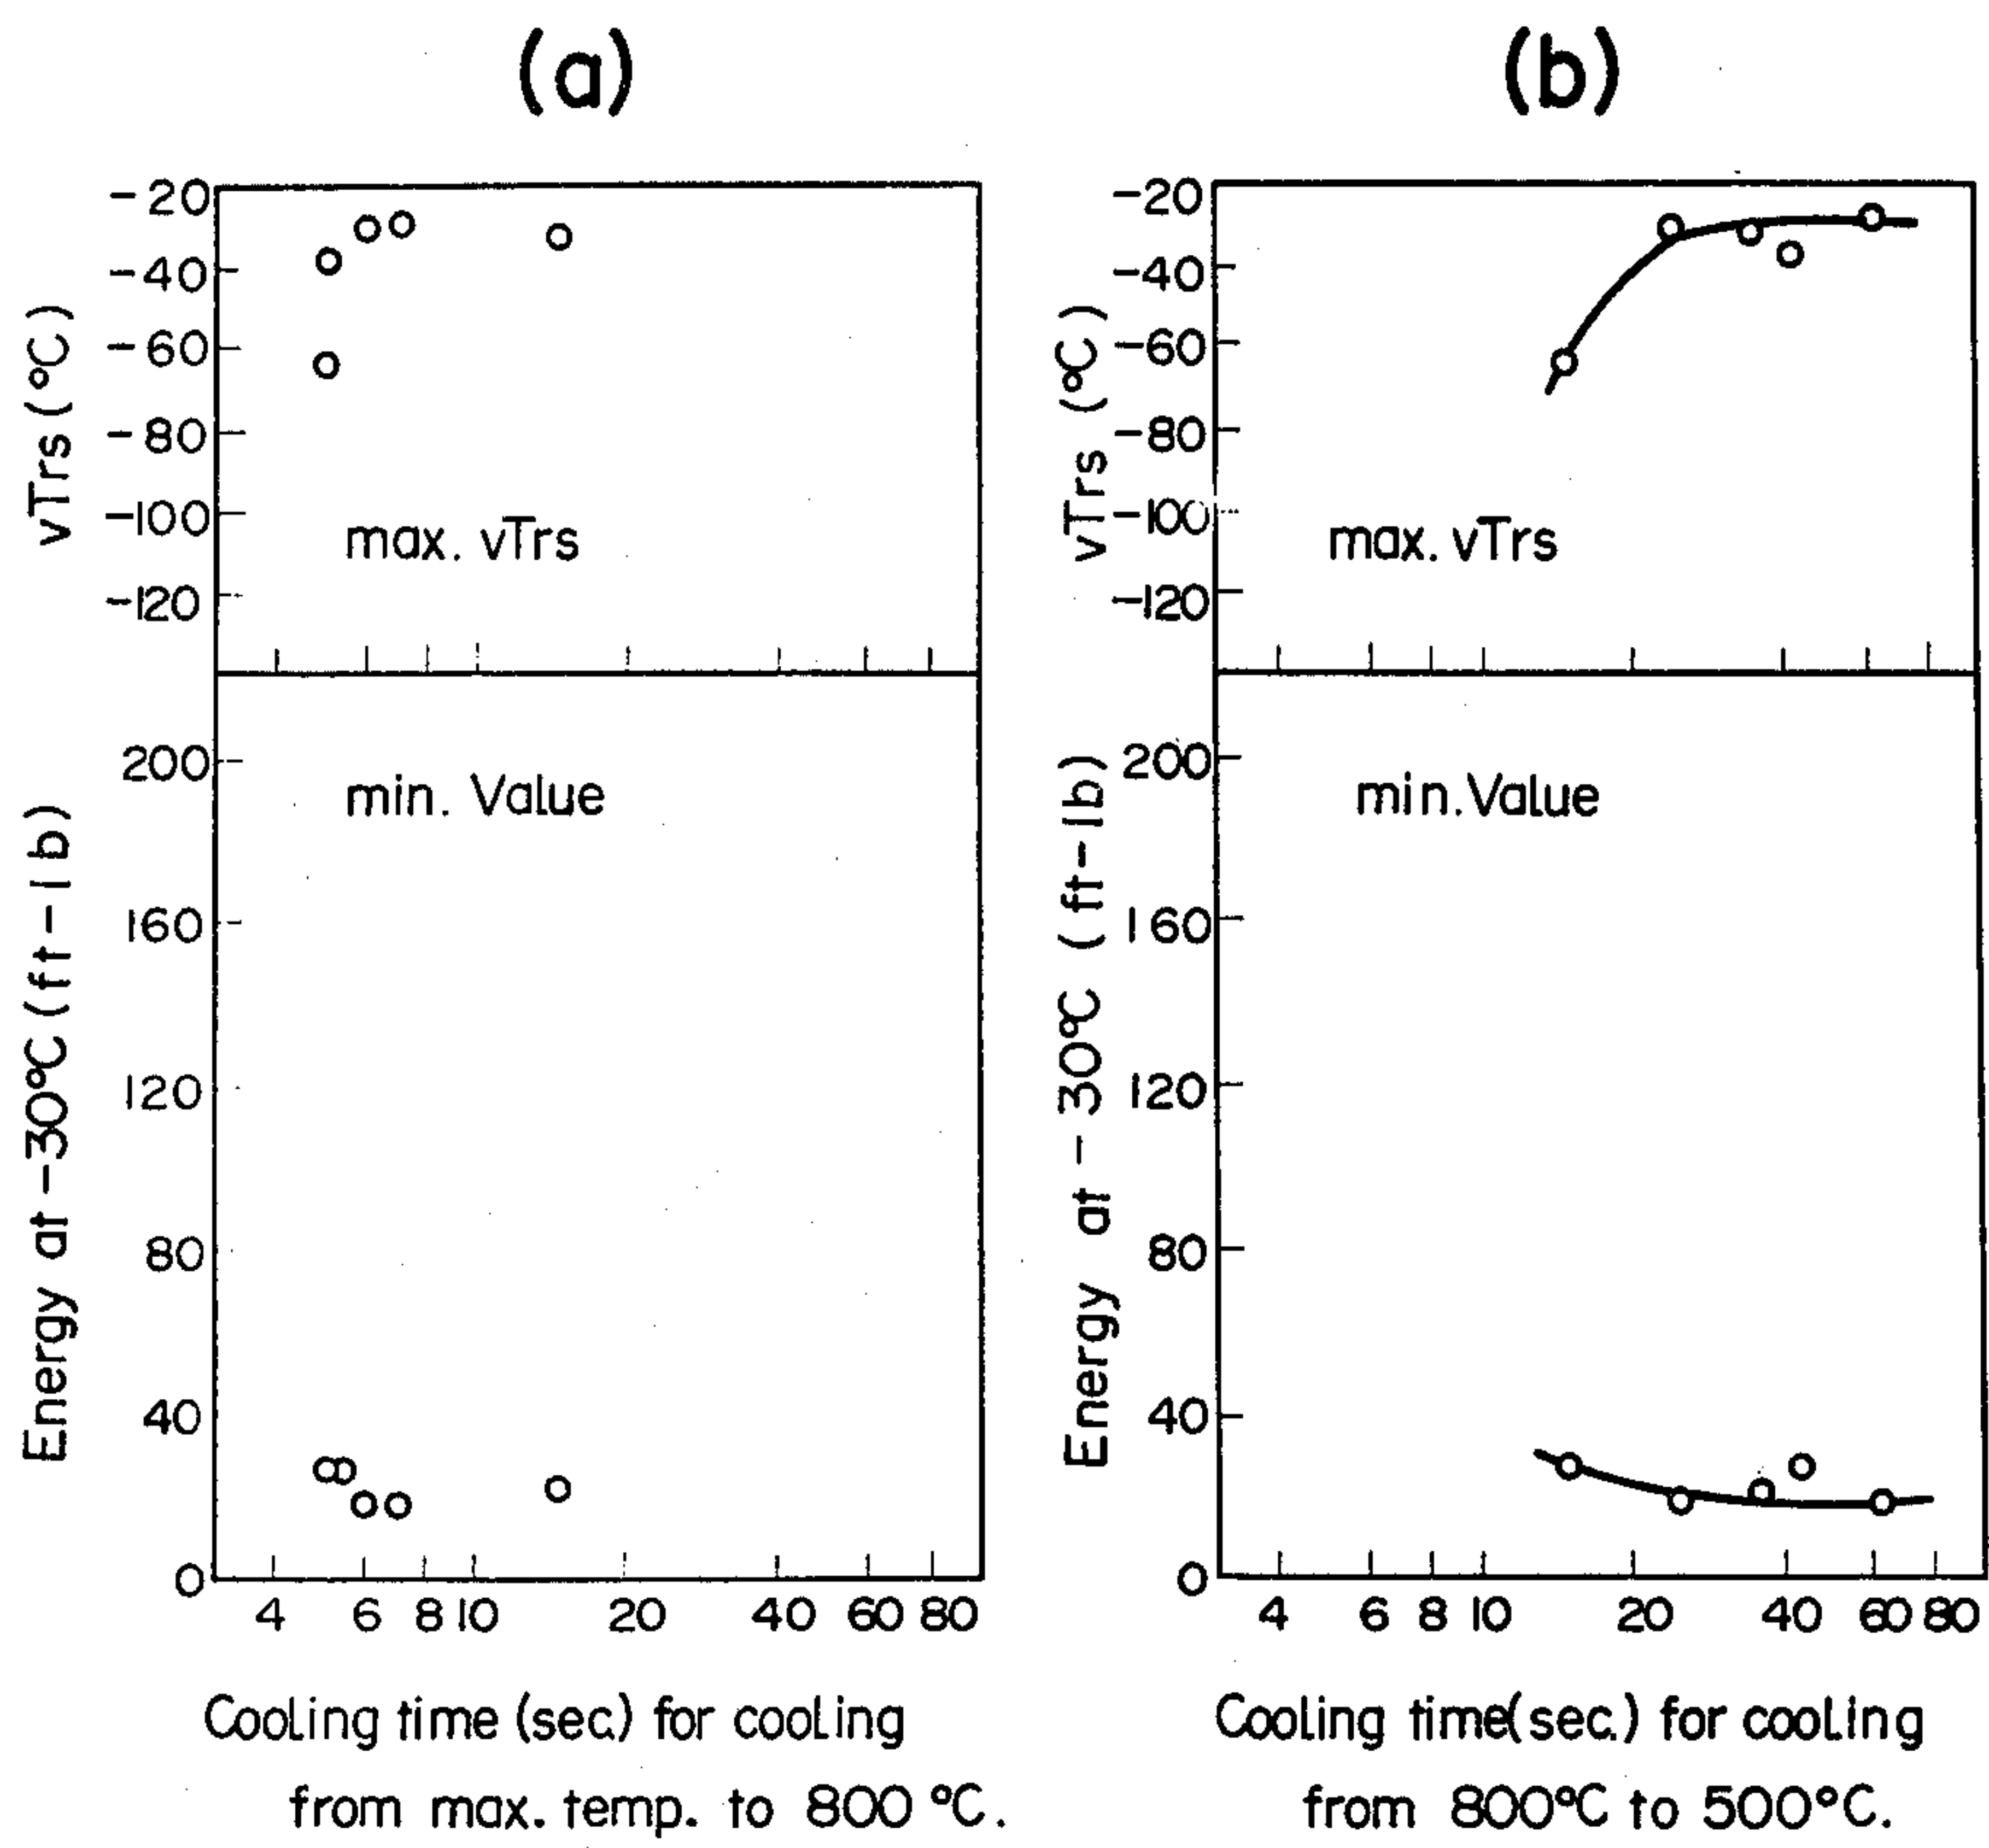 (a)
-20
-40
-60
-80
-100
-120
vTrs (°C)
max. vTrs
200
160
120
80
40
0
Energy at -30°C (ft-lb)
min. Value
4 6 8 10 20 40 60 80
Cooling time (sec.) for cooling
from max. temp. to 800 °C.
(b)
-20
-40
-60
-80
-100
-120
vTrs (°C)
max. vTrs
200
160
120
80
40
0
Energy at -30°C (ft-lb)
min. Value
4 6 8 10 20 40 60 80
Cooling time(sec.) for cooling
from 800°C to 500°C.